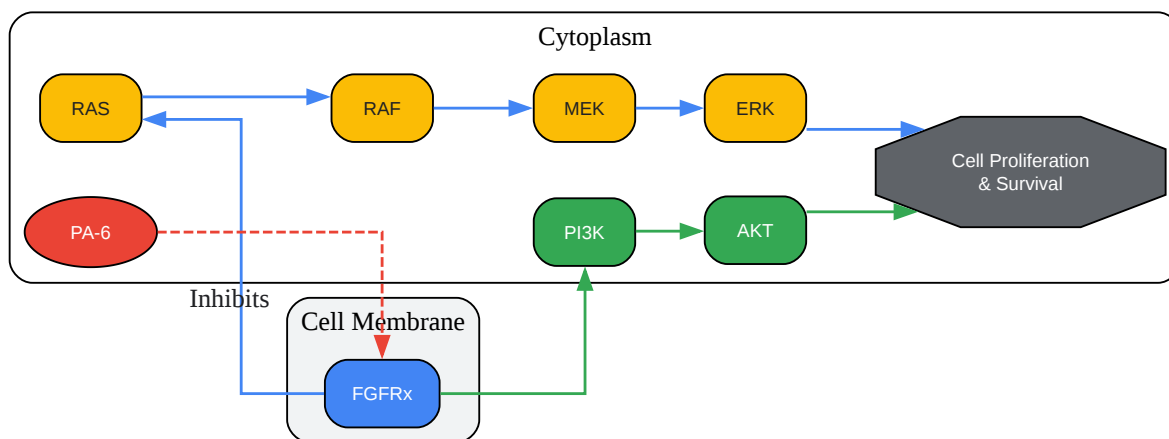 Cytoplasm
RAS
RAF
MEK
ERK
Cell Proliferation
& Survival
PA-6
PI3K
AKT
Inhibits
Cell Membrane
FGFRx